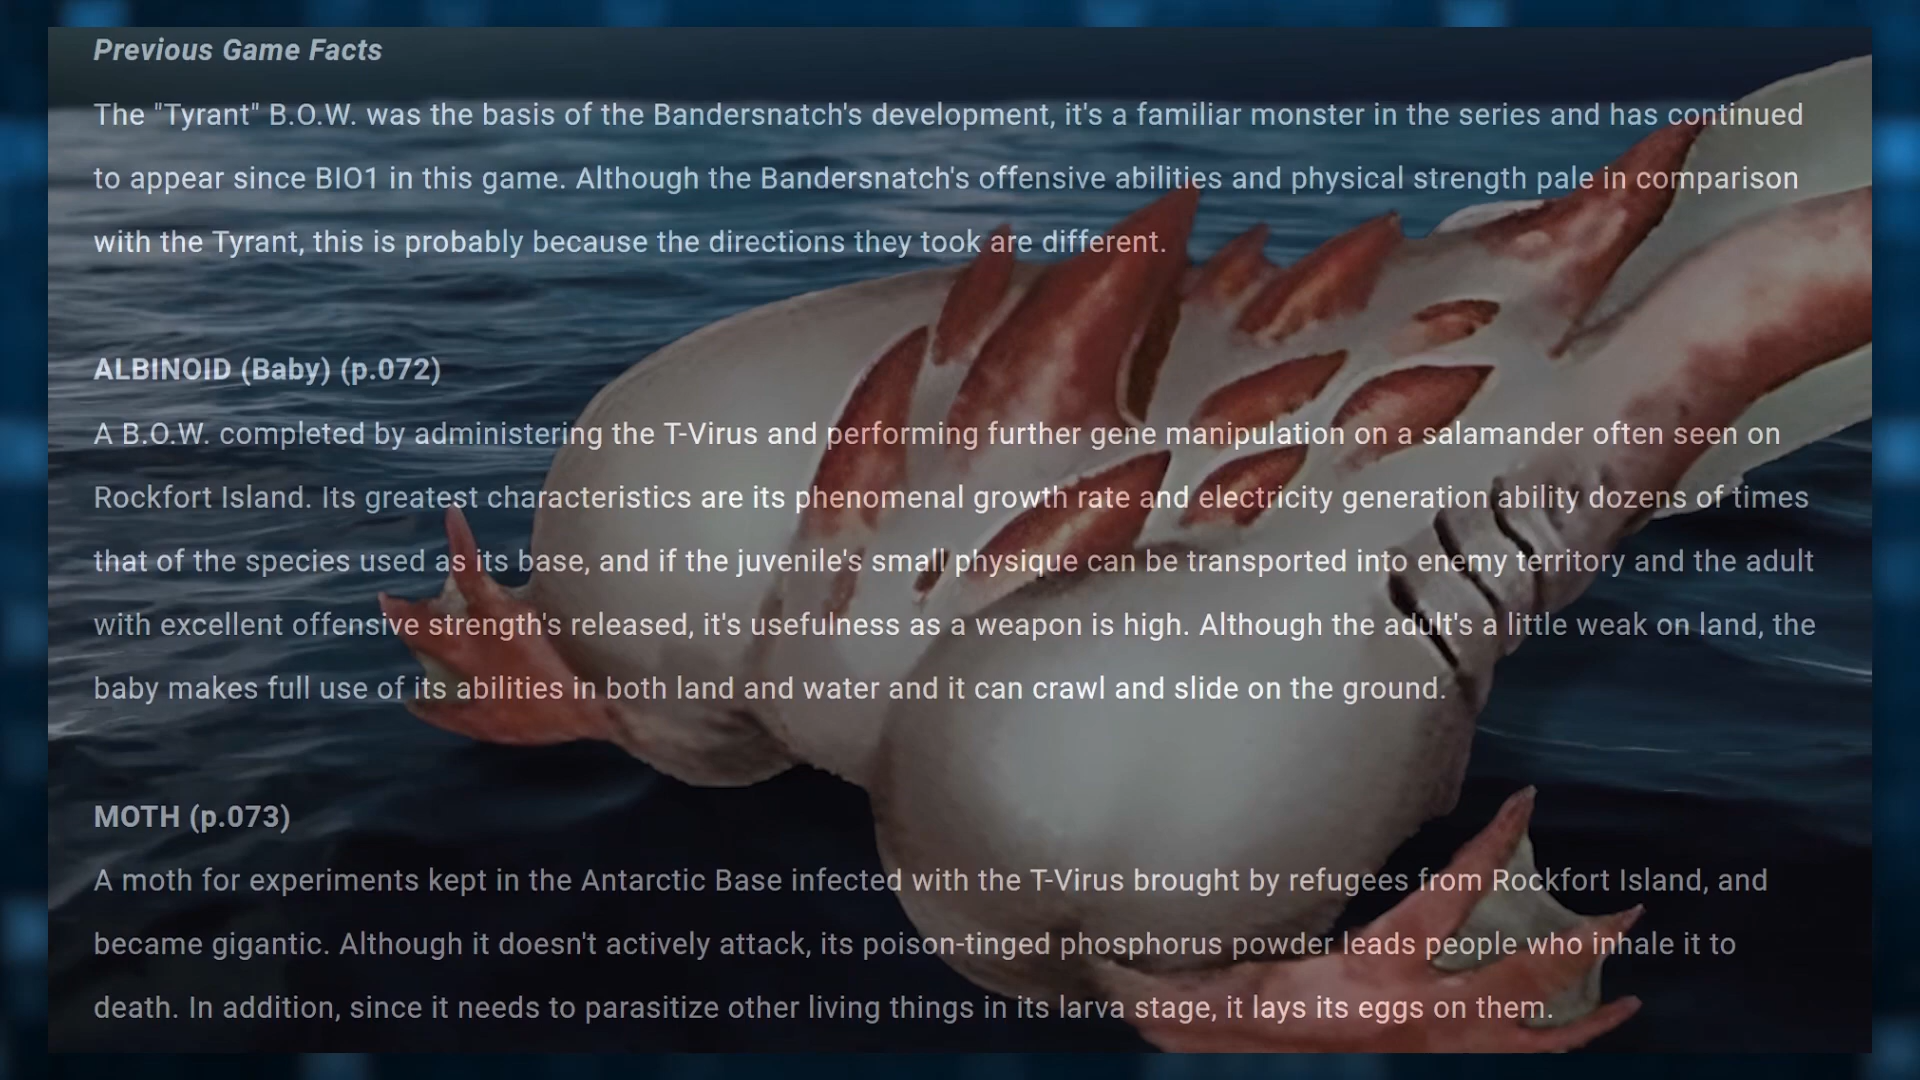 Previous Game Facts
The "Tyrant" B.O.W. was the basis of the Bandersnatch's development, it's a familiar monster in the series and has continued
to appear since BIO1 in this game. Although the Bandersnatch's offensive abilities and physical strength pale in comparison
with the Tyrant, this is probably because the directions they took are different.
ALBINOID (Baby) (p.072)
A B.O.W. completed by administering the T-Virus and performing further gene manipulation on a salamander often seen on
Rockfort Island. Its greatest characteristics are its phenomenal growth rate and electricity generation ability dozens of times
that of the species used as its base, and if the juvenile's small physique can be transported into enemy territory and the adult
with excellent offensive strength's released, it's usefulness as a weapon is high. Although the adult's a little weak on land, the
baby makes full use of its abilities in both land and water and it can crawl and slide on the ground.
MOTH (p.073)
A moth for experiments kept in the Antarctic Base infected with the T-Virus brought by refugees from Rockfort Island, and
became gigantic. Although it doesn't actively attack, its poison-tinged phosphorus powder leads people who inhale it to
death. In addition, since it needs to parasitize other living things in its larva stage, it lays its eggs on them.